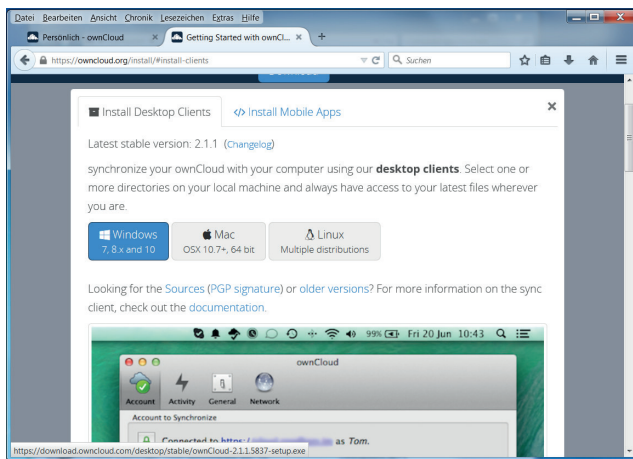 Datei Bearbeiten Ansicht Chronik Lesezeichen Extras Hilfe
Persönlich - ownCloud
Getting Started with ownCl...
https://owncloud.org/install/#install-clients
Suchen
Install Desktop Clients
</> Install Mobile Apps
Latest stable version: 2.1.1 (Changelog)
synchronize your ownCloud with your computer using our desktop clients. Select one or
more directories on your local machine and always have access to your latest files wherever
you are.
Windows
7, 8.x and 10
Mac
OSX 10.7+, 64 bit
Linux
Multiple distributions
Looking for the Sources (PGP signature) or older versions? For more information on the sync
client, check out the documentation.
99% Fri 20 Jun 10:43
ownCloud
Account Activity General Network
Account to Synchronize
Connected to https:/ as Tom.
https://download.owncloud.com/desktop/stable/ownCloud-2.1.1.5837-setup.exe